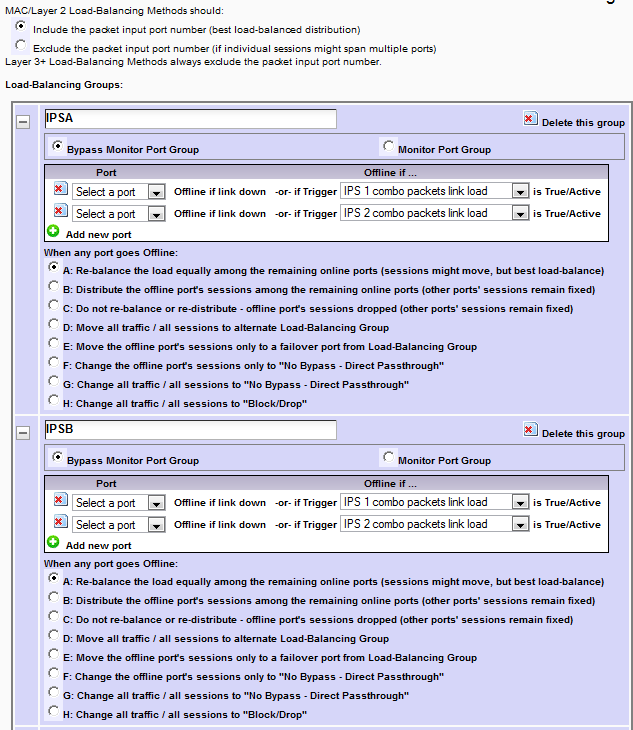 MAC/Layer 2 Load-Balancing Methods should:
Include the packet input port number (best load-balanced distribution)
Exclude the packet input port number (if individual sessions might span multiple ports)
Layer 3+ Load-Balancing Methods always exclude the packet input port number.
Load-Balancing Groups:
IPSA Delete this group
Bypass Monitor Port Group Monitor Port Group
Port Offline if ...
Select a port Offline if link down -or- if Trigger IPS 1 combo packets link load is True/Active
Select a port Offline if link down -or- if Trigger IPS 2 combo packets link load is True/Active
Add new port
When any port goes Offline:
A: Re-balance the load equally among the remaining online ports (sessions might move, but best load-balance)
B: Distribute the offline port's sessions among the remaining online ports (other ports' sessions remain fixed)
C: Do not re-balance or re-distribute - offline port's sessions dropped (other ports' sessions remain fixed)
D: Move all traffic / all sessions to alternate Load-Balancing Group
E: Move the offline port's sessions only to a failover port from Load-Balancing Group
F: Change the offline port's sessions only to "No Bypass - Direct Passthrough"
G: Change all traffic / all sessions to "No Bypass - Direct Passthrough"
H: Change all traffic / all sessions to "Block/Drop"
IPSB Delete this group
Bypass Monitor Port Group Monitor Port Group
Port Offline if ...
Select a port Offline if link down -or- if Trigger IPS 1 combo packets link load is True/Active
Select a port Offline if link down -or- if Trigger IPS 2 combo packets link load is True/Active
Add new port
When any port goes Offline:
A: Re-balance the load equally among the remaining online ports (sessions might move, but best load-balance)
B: Distribute the offline port's sessions among the remaining online ports (other ports' sessions remain fixed)
C: Do not re-balance or re-distribute - offline port's sessions dropped (other ports' sessions remain fixed)
D: Move all traffic / all sessions to alternate Load-Balancing Group
E: Move the offline port's sessions only to a failover port from Load-Balancing Group
F: Change the offline port's sessions only to "No Bypass - Direct Passthrough"
G: Change all traffic / all sessions to "No Bypass - Direct Passthrough"
H: Change all traffic / all sessions to "Block/Drop"